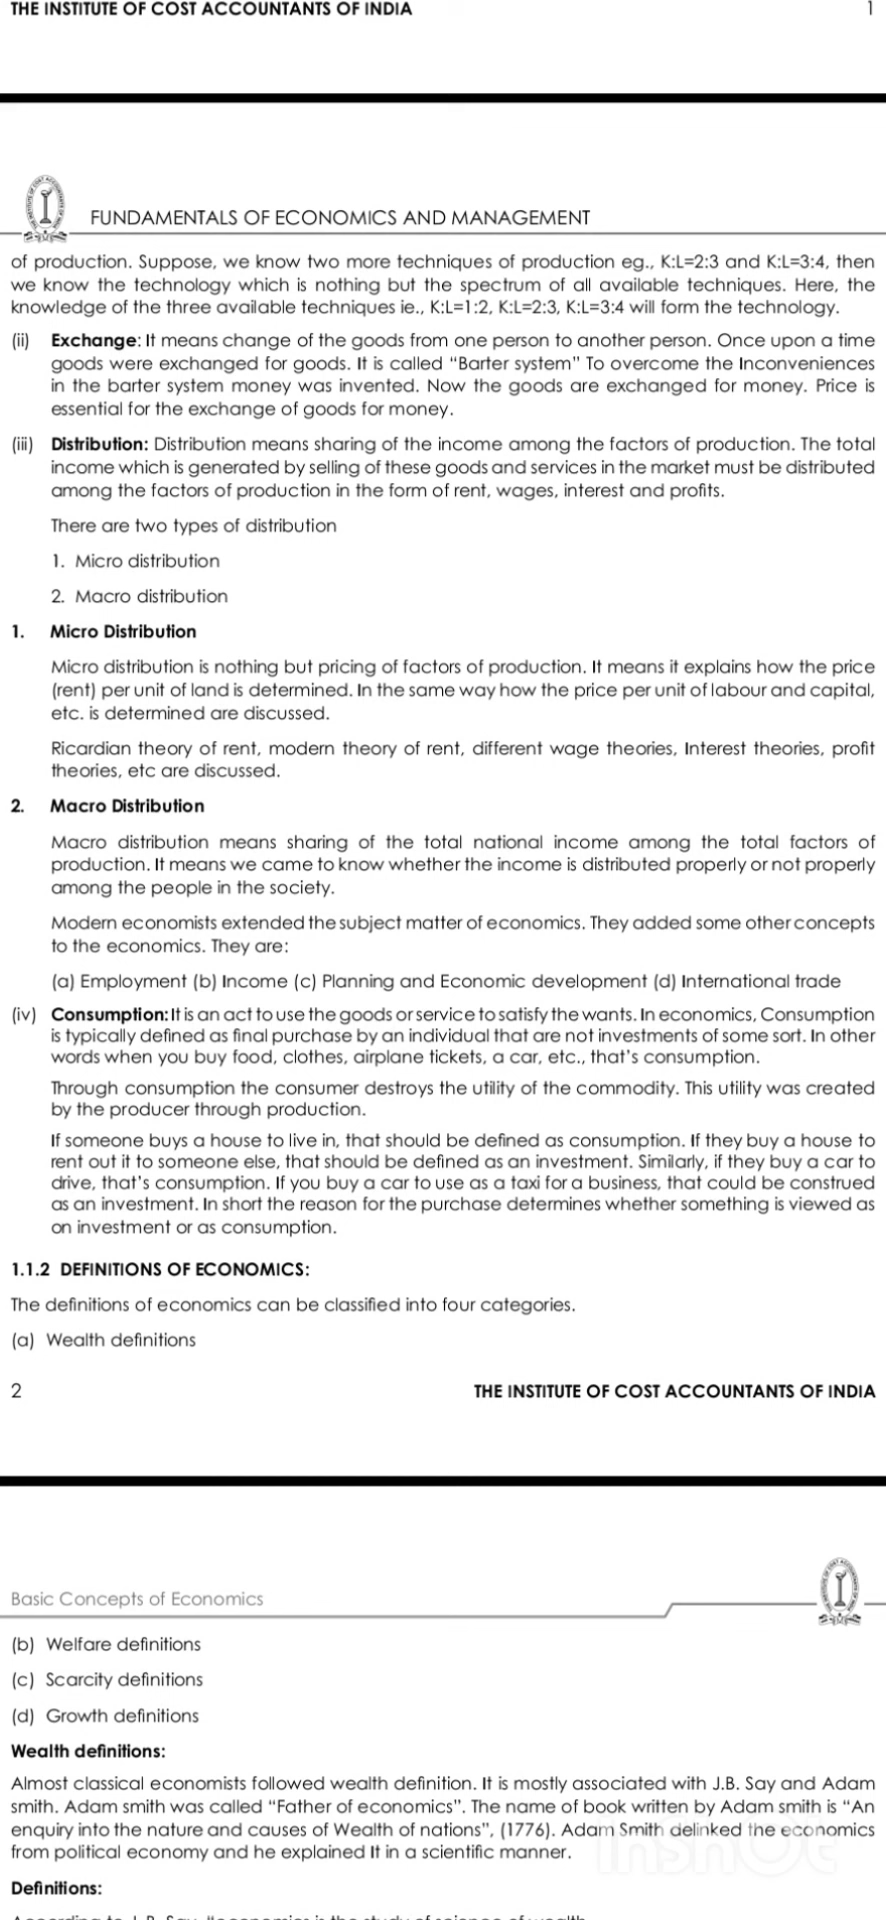 THE INSTITUTE OF COST ACCOUNTANTS OF INDIA 1
FUNDAMENTALS OF ECONOMICS AND MANAGEMENT
of production. Suppose, we know two more techniques of production eg., K:L=2:3 and K:L=3:4, then
we know the technology which is nothing but the spectrum of all available techniques. Here, the
knowledge of the three available techniques ie., K:L=1:2, K:L=2:3, K:L=3:4 will form the technology.
(ii) Exchange: It means change of the goods from one person to another person. Once upon a time
goods were exchanged for goods. It is called "Barter system" To overcome the Inconveniences
in the barter system money was invented. Now the goods are exchanged for money. Price is
essential for the exchange of goods for money.
(iii) Distribution: Distribution means sharing of the income among the factors of production. The total
income which is generated by selling of these goods and services in the market must be distributed
among the factors of production in the form of rent, wages, interest and profits.
There are two types of distribution
1. Micro distribution
2. Macro distribution
1. Micro Distribution
Micro distribution is nothing but pricing of factors of production. It means it explains how the price
(rent) per unit of land is determined. In the same way how the price per unit of labour and capital,
etc. is determined are discussed.
Ricardian theory of rent, modern theory of rent, different wage theories, Interest theories, profit
theories, etc are discussed.
2. Macro Distribution
Macro distribution means sharing of the total national income among the total factors of
production. It means we came to know whether the income is distributed properly or not properly
among the people in the society.
Modern economists extended the subject matter of economics. They added some other concepts
to the economics. They are:
(a) Employment (b) Income (c) Planning and Economic development (d) International trade
(iv) Consumption: It is an act to use the goods or service to satisfy the wants. In economics, Consumption
is typically defined as final purchase by an individual that are not investments of some sort. In other
words when you buy food, clothes, airplane tickets, a car, etc., that's consumption.
Through consumption the consumer destroys the utility of the commodity. This utility was created
by the producer through production.
If someone buys a house to live in, that should be defined as consumption. If they buy a house to
rent out it to someone else, that should be defined as an investment. Similarly, if they buy a car to
drive, that's consumption. If you buy a car to use as a taxi for a business, that could be construed
as an investment. In short the reason for the purchase determines whether something is viewed as
on investment or as consumption.
1.1.2 DEFINITIONS OF ECONOMICS:
The definitions of economics can be classified into four categories.
(a) Wealth definitions
2 THE INSTITUTE OF COST ACCOUNTANTS OF INDIA
Basic Concepts of Economics
(b) Welfare definitions
(c) Scarcity definitions
(d) Growth definitions
Wealth definitions:
Almost classical economists followed wealth definition. It is mostly associated with J.B. Say and Adam
smith. Adam smith was called "Father of economics". The name of book written by Adam smith is "An
enquiry into the nature and causes of Wealth of nations", (1776). Adam Smith delinked the economics
from political economy and he explained It in a scientific manner.
InShOt
Definitions: